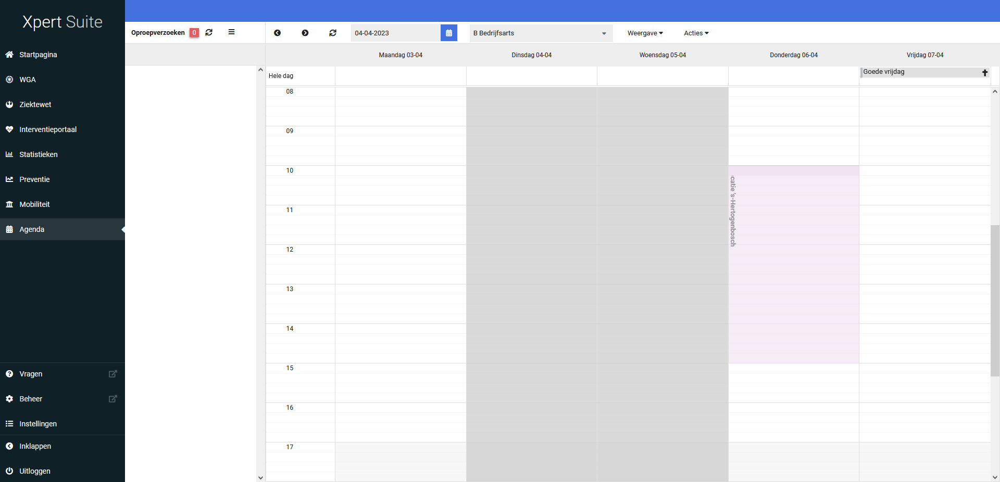 Xpert Suite
Startpagina
WGA
Ziektewet
Interventieportaal
Statistieken
Preventie
Mobiliteit
Agenda
Vragen
Beheer
Instellingen
Inklappen
Uitloggen
Oproepverzoeken 0
04-04-2023
B Bedrijfsarts
Weergave
Acties
Maandag 03-04
Dinsdag 04-04
Woensdag 05-04
Donderdag 06-04
Vrijdag 07-04
Hele dag
Goede vrijdag
08
09
10
catie 's-Hertogenbosch
11
12
13
14
15
16
17